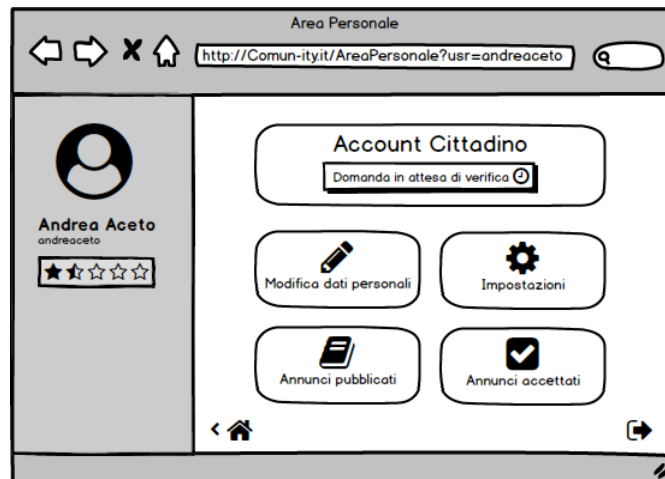 Area Personale
http://Comun-ity.it/AreaPersonale?usr=andreaceto
Andrea Aceto
andreaceto
Account Cittadino
Domanda in attesa di verifica
Modifica dati personali
Impostazioni
Annunci pubblicati
Annunci accettati